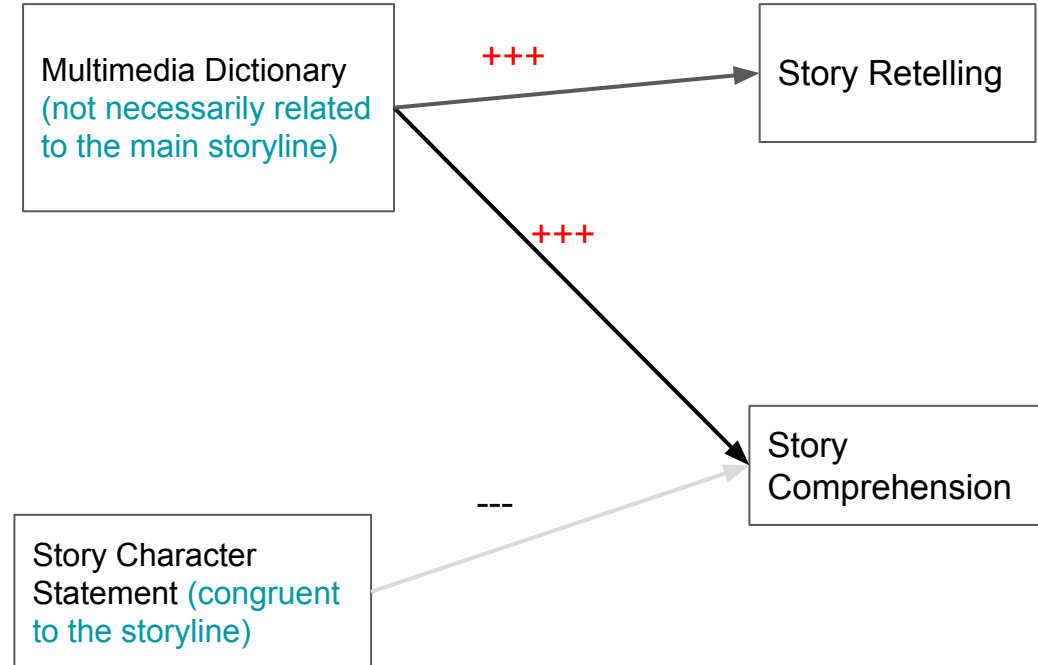 Multimedia Dictionary
(not necessarily related
to the main storyline)
+++
Story Retelling
+++
Story
Comprehension
---
Story Character
Statement (congruent
to the storyline)